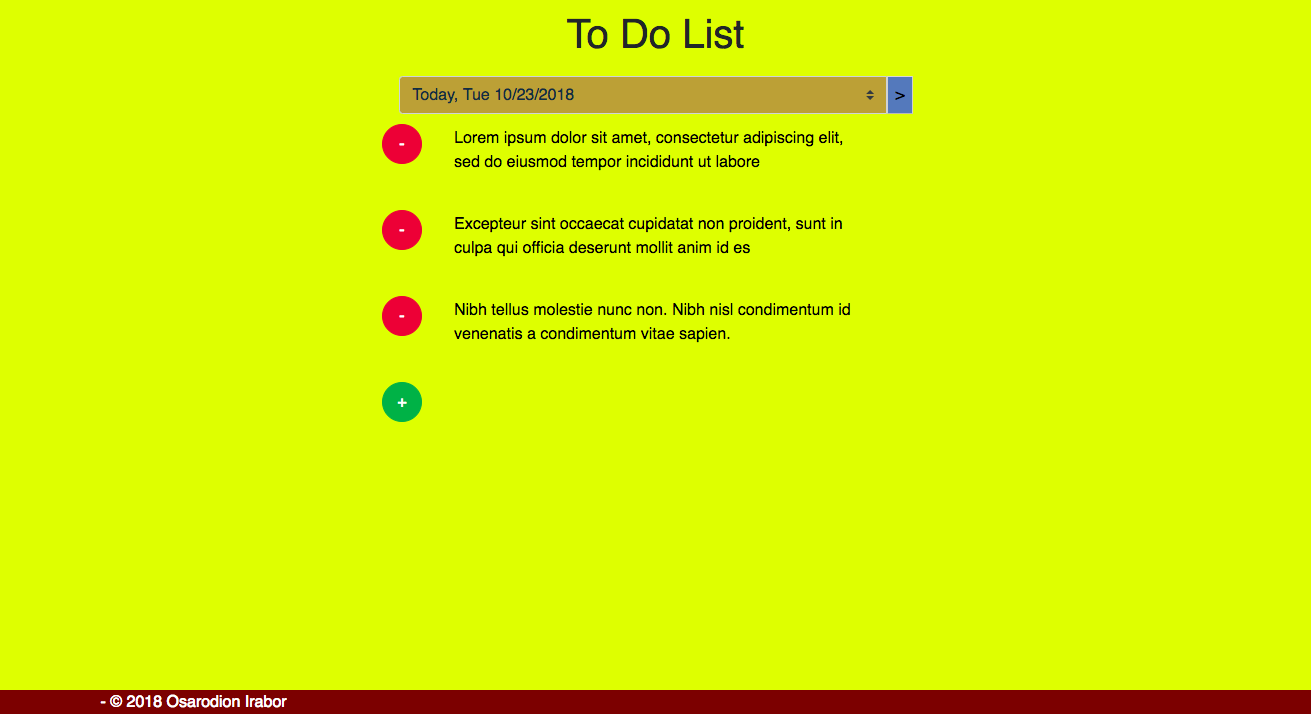 To Do List
Today, Tue 10/23/2018 >
- Lorem ipsum dolor sit amet, consectetur adipiscing elit,
sed do eiusmod tempor incididunt ut labore
- Excepteur sint occaecat cupidatat non proident, sunt in
culpa qui officia deserunt mollit anim id es
- Nibh tellus molestie nunc non. Nibh nisl condimentum id
venenatis a condimentum vitae sapien.
+
- © 2018 Osarodion Irabor